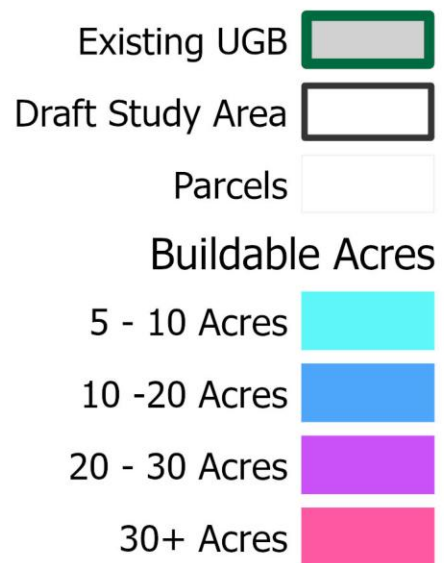 Existing UGB
Draft Study Area
Parcels
Buildable Acres
5 - 10 Acres
10 -20 Acres
20 - 30 Acres
30+ Acres